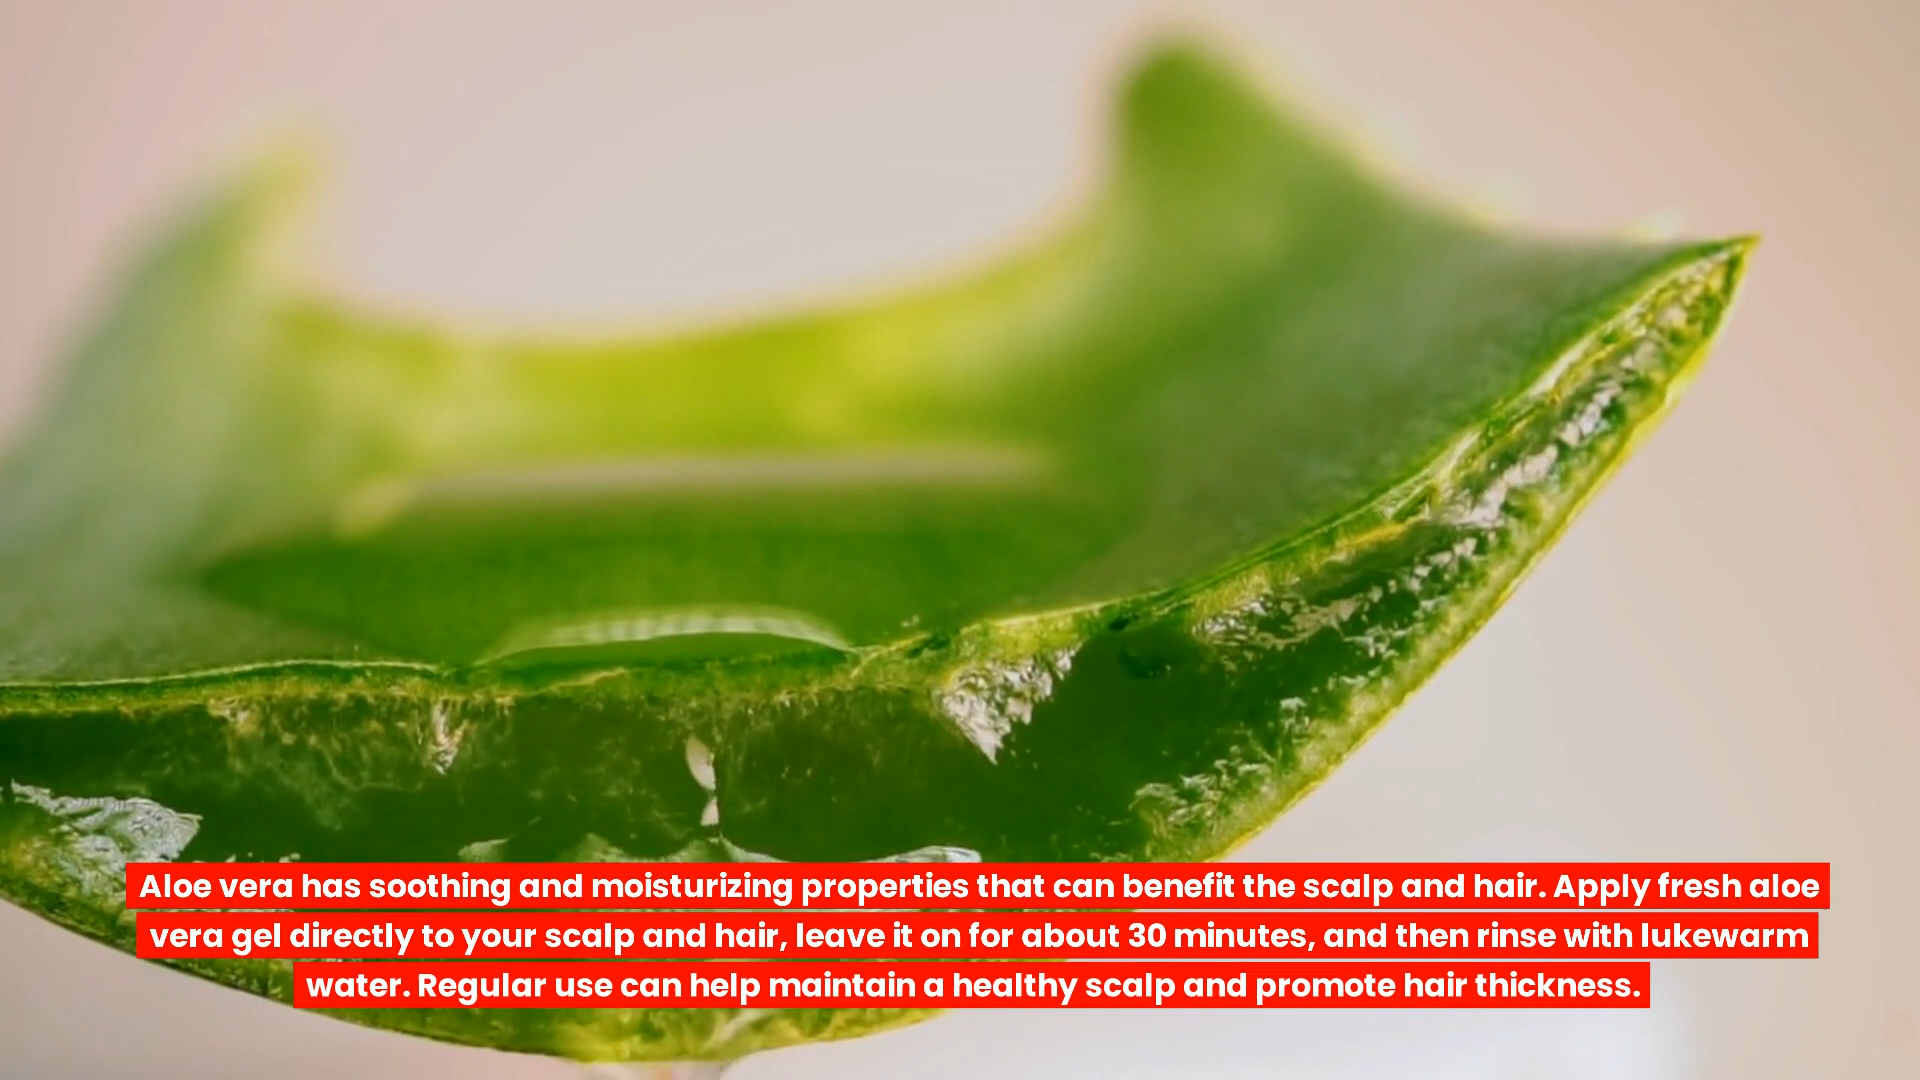 Aloe vera has soothing and moisturizing properties that can benefit the scalp and hair. Apply fresh aloe
vera gel directly to your scalp and hair, leave it on for about 30 minutes, and then rinse with lukewarm
water. Regular use can help maintain a healthy scalp and promote hair thickness.